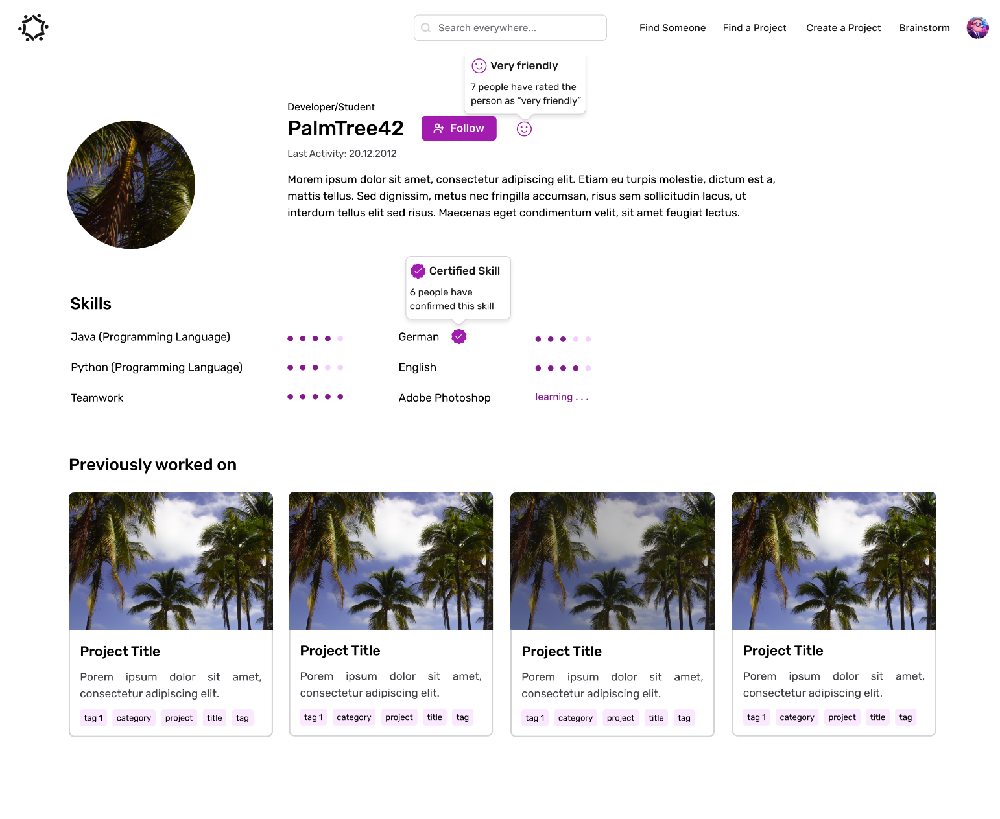 Search everywhere...
Find Someone
Find a Project
Create a Project
Brainstorm
Very friendly
7 people have rated the
person as “very friendly”
Developer/Student
PalmTree42
Follow
Last Activity: 20.12.2012
Morem ipsum dolor sit amet, consectetur adipiscing elit. Etiam eu turpis molestie, dictum est a,
mattis tellus. Sed dignissim, metus nec fringilla accumsan, risus sem sollicitudin lacus, ut
interdum tellus elit sed risus. Maecenas eget condimentum velit, sit amet feugiat lectus.
Certified Skill
6 people have
confirmed this skill
Skills
Java (Programming Language)
German
Python (Programming Language)
English
Teamwork
Adobe Photoshop
learning . . .
Previously worked on
Project Title
Porem ipsum dolor sit amet,
consectetur adipiscing elit.
tag 1 category project title tag
Project Title
Porem ipsum dolor sit amet,
consectetur adipiscing elit.
tag 1 category project title tag
Project Title
Porem ipsum dolor sit amet,
consectetur adipiscing elit.
tag 1 category project title tag
Project Title
Porem ipsum dolor sit amet,
consectetur adipiscing elit.
tag 1 category project title tag